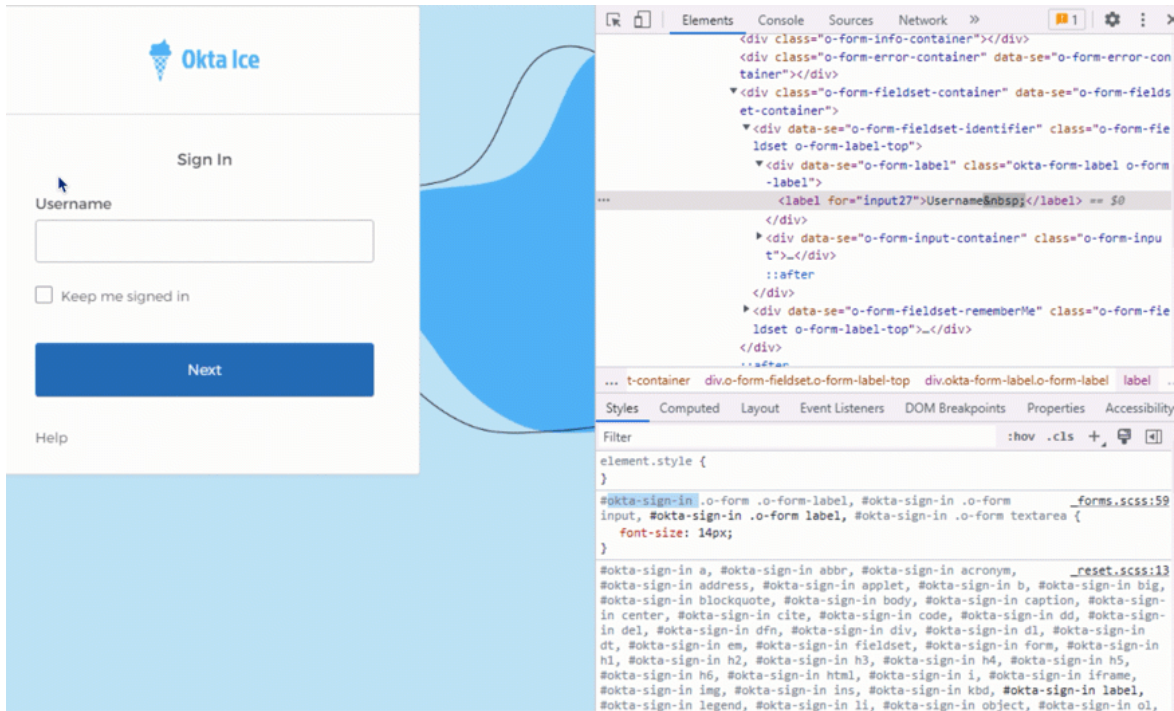 Okta Ice
Sign In
Username
Keep me signed in
Next
Help
Elements Console Sources Network » 1
<div class="o-form-info-container"></div>
<div class="o-form-error-container" data-se="o-form-error-con
tainer"></div>
▼<div class="o-form-fieldset-container" data-se="o-form-fields
et-container">
▼<div data-se="o-form-fieldset-identifier" class="o-form-fie
ldset o-form-label-top">
▼<div data-se="o-form-label" class="okta-form-label o-form
-label">
... <label for="input27">Username&nbsp;</label> == $0
</div>
▶<div data-se="o-form-input-container" class="o-form-inpu
t">…</div>
::after
</div>
▶<div data-se="o-form-fieldset-rememberMe" class="o-form-fie
ldset o-form-label-top">…</div>
</div>
::after
... t-container div.o-form-fieldset.o-form-label-top div.okta-form-label.o-form-label label ..
Styles Computed Layout Event Listeners DOM Breakpoints Properties Accessibility
Filter :hov .cls +
element.style {
}
#okta-sign-in .o-form .o-form-label, #okta-sign-in .o-form _forms.scss:59
input, #okta-sign-in .o-form label, #okta-sign-in .o-form textarea {
font-size: 14px;
}
#okta-sign-in a, #okta-sign-in abbr, #okta-sign-in acronym, _reset.scss:13
#okta-sign-in address, #okta-sign-in applet, #okta-sign-in b, #okta-sign-in big,
#okta-sign-in blockquote, #okta-sign-in body, #okta-sign-in caption, #okta-sign-
in center, #okta-sign-in cite, #okta-sign-in code, #okta-sign-in dd, #okta-sign-
in del, #okta-sign-in dfn, #okta-sign-in div, #okta-sign-in dl, #okta-sign-in
dt, #okta-sign-in em, #okta-sign-in fieldset, #okta-sign-in form, #okta-sign-in
h1, #okta-sign-in h2, #okta-sign-in h3, #okta-sign-in h4, #okta-sign-in h5,
#okta-sign-in h6, #okta-sign-in html, #okta-sign-in i, #okta-sign-in iframe,
#okta-sign-in img, #okta-sign-in ins, #okta-sign-in kbd, #okta-sign-in label,
#okta-sign-in legend, #okta-sign-in li, #okta-sign-in object, #okta-sign-in ol,